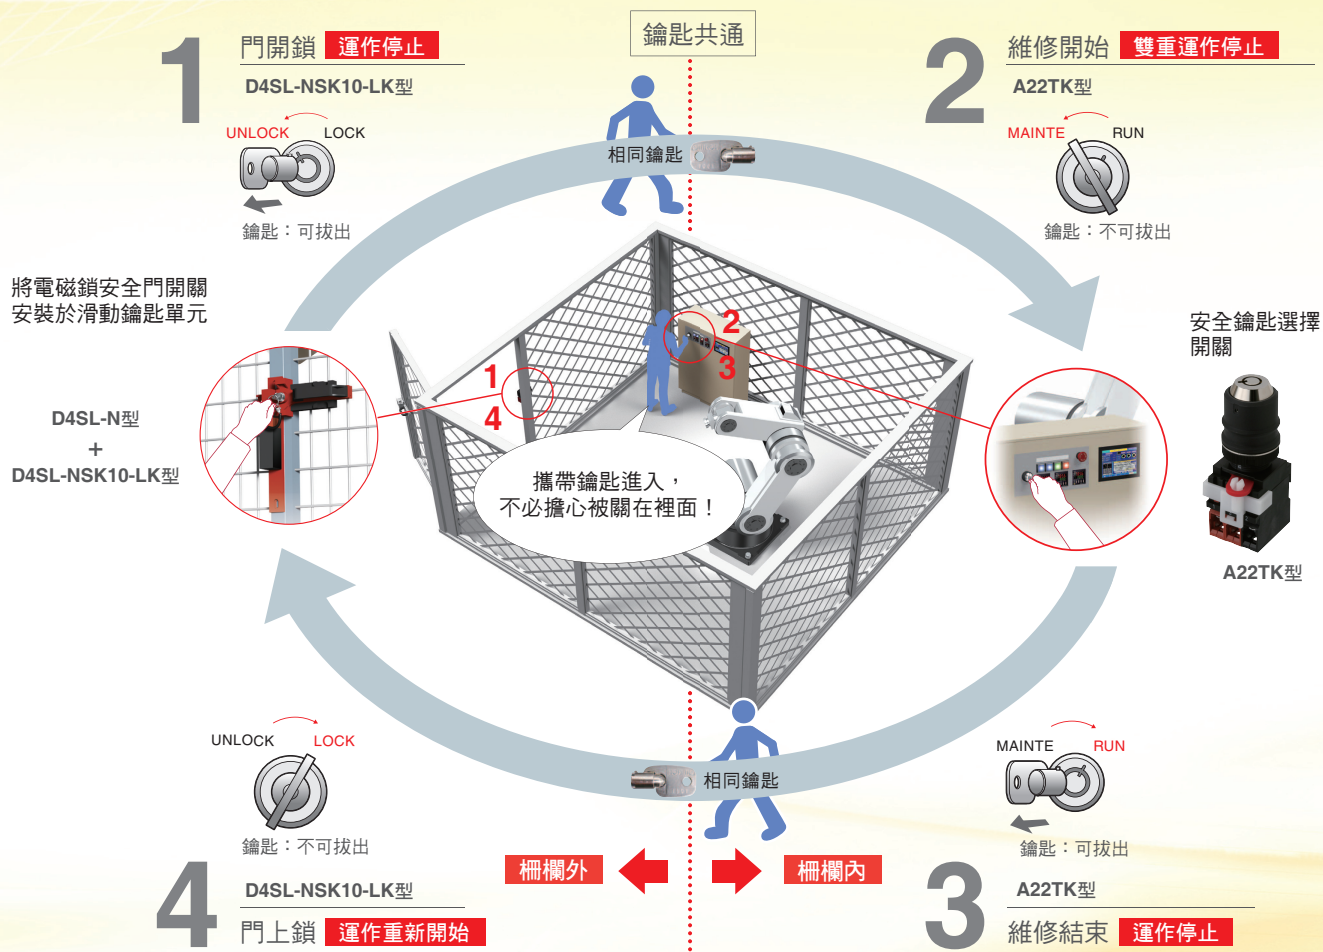 鑰匙共通
1
門開鎖 運作停止
D4SL-NSK10-LK型
UNLOCK LOCK
鑰匙：可拔出
2
維修開始 雙重運作停止
A22TK型
MAINTE RUN
鑰匙：不可拔出
相同鑰匙
將電磁鎖安全門開關
安裝於滑動鑰匙單元
D4SL-N型
+
D4SL-NSK10-LK型
1
4
2
3
攜帶鑰匙進入，
不必擔心被關在裡面！
安全鑰匙選擇
開關
A22TK型
UNLOCK LOCK
鑰匙：不可拔出
4
D4SL-NSK10-LK型
門上鎖 運作重新開始
相同鑰匙
柵欄外
柵欄內
MAINTE RUN
鑰匙：可拔出
3
A22TK型
維修結束 運作停止